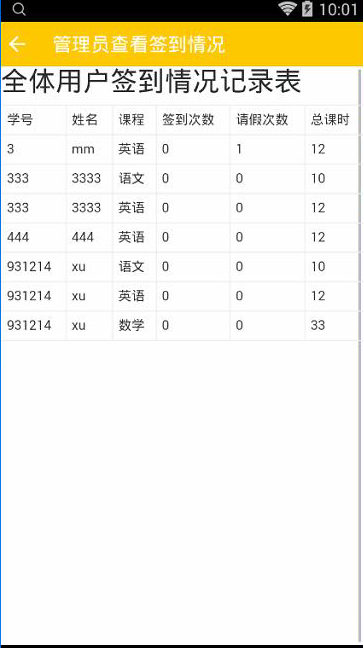 10:01
管理员查看签到情况
全体用户签到情况记录表
学号 姓名 课程 签到次数 请假次数 总课时
3 mm 英语 0 1 12
333 3333 语文 0 0 10
333 3333 英语 0 0 12
444 444 英语 0 0 12
931214 xu 语文 0 0 10
931214 xu 英语 0 0 12
931214 xu 数学 0 0 33